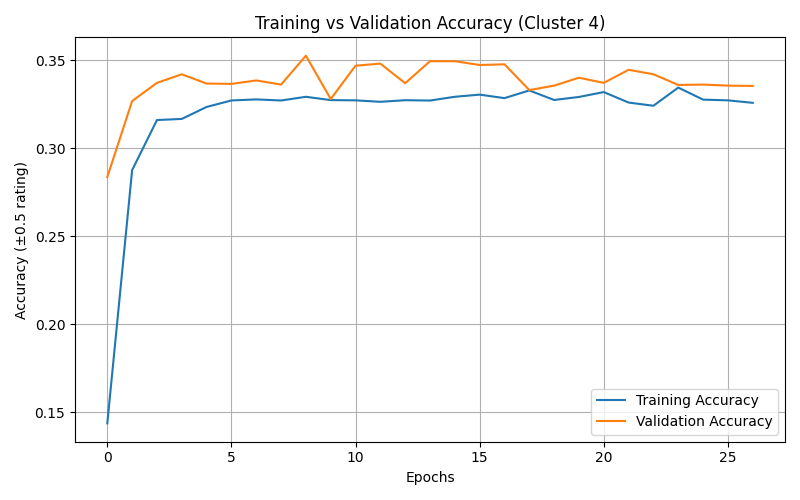 Training vs Validation Accuracy (Cluster 4)
Accuracy (±0.5 rating)
0.35
0.30
0.25
0.20
0.15
0 5 10 15 20 25
Epochs
Training Accuracy
Validation Accuracy